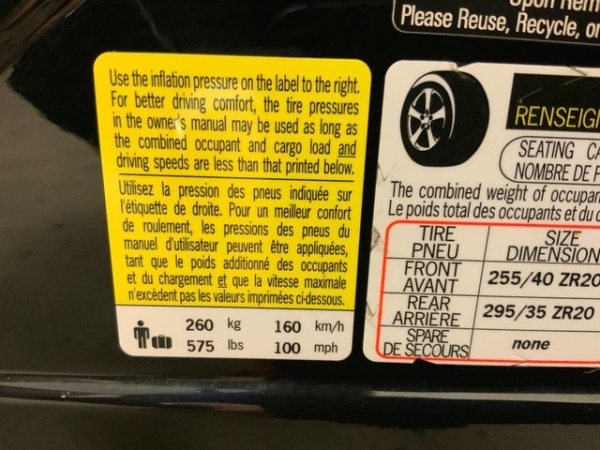 Please Reuse, Recycle, or
Use the inflation pressure on the label to the right.
For better driving comfort, the tire pressures
in the owner's manual may be used as long as
the combined occupant and cargo load and
driving speeds are less than that printed below.
Utilisez la pression des pneus indiquée sur
l'étiquette de droite. Pour un meilleur confort
de roulement, les pressions des pneus du
manuel d'utilisateur peuvent être appliquées,
tant que le poids additionné des occupants
et du chargement et que la vitesse maximale
n'excèdent pas les valeurs imprimées ci-dessous.
260 kg 160 km/h
575 lbs 100 mph
RENSEIG
SEATING CA
NOMBRE DE P
The combined weight of occupan
Le poids total des occupants et du c
TIRE SIZE
PNEU DIMENSION
FRONT
AVANT 255/40 ZR20
REAR
ARRIÈRE 295/35 ZR20
SPARE
DE SECOURS none